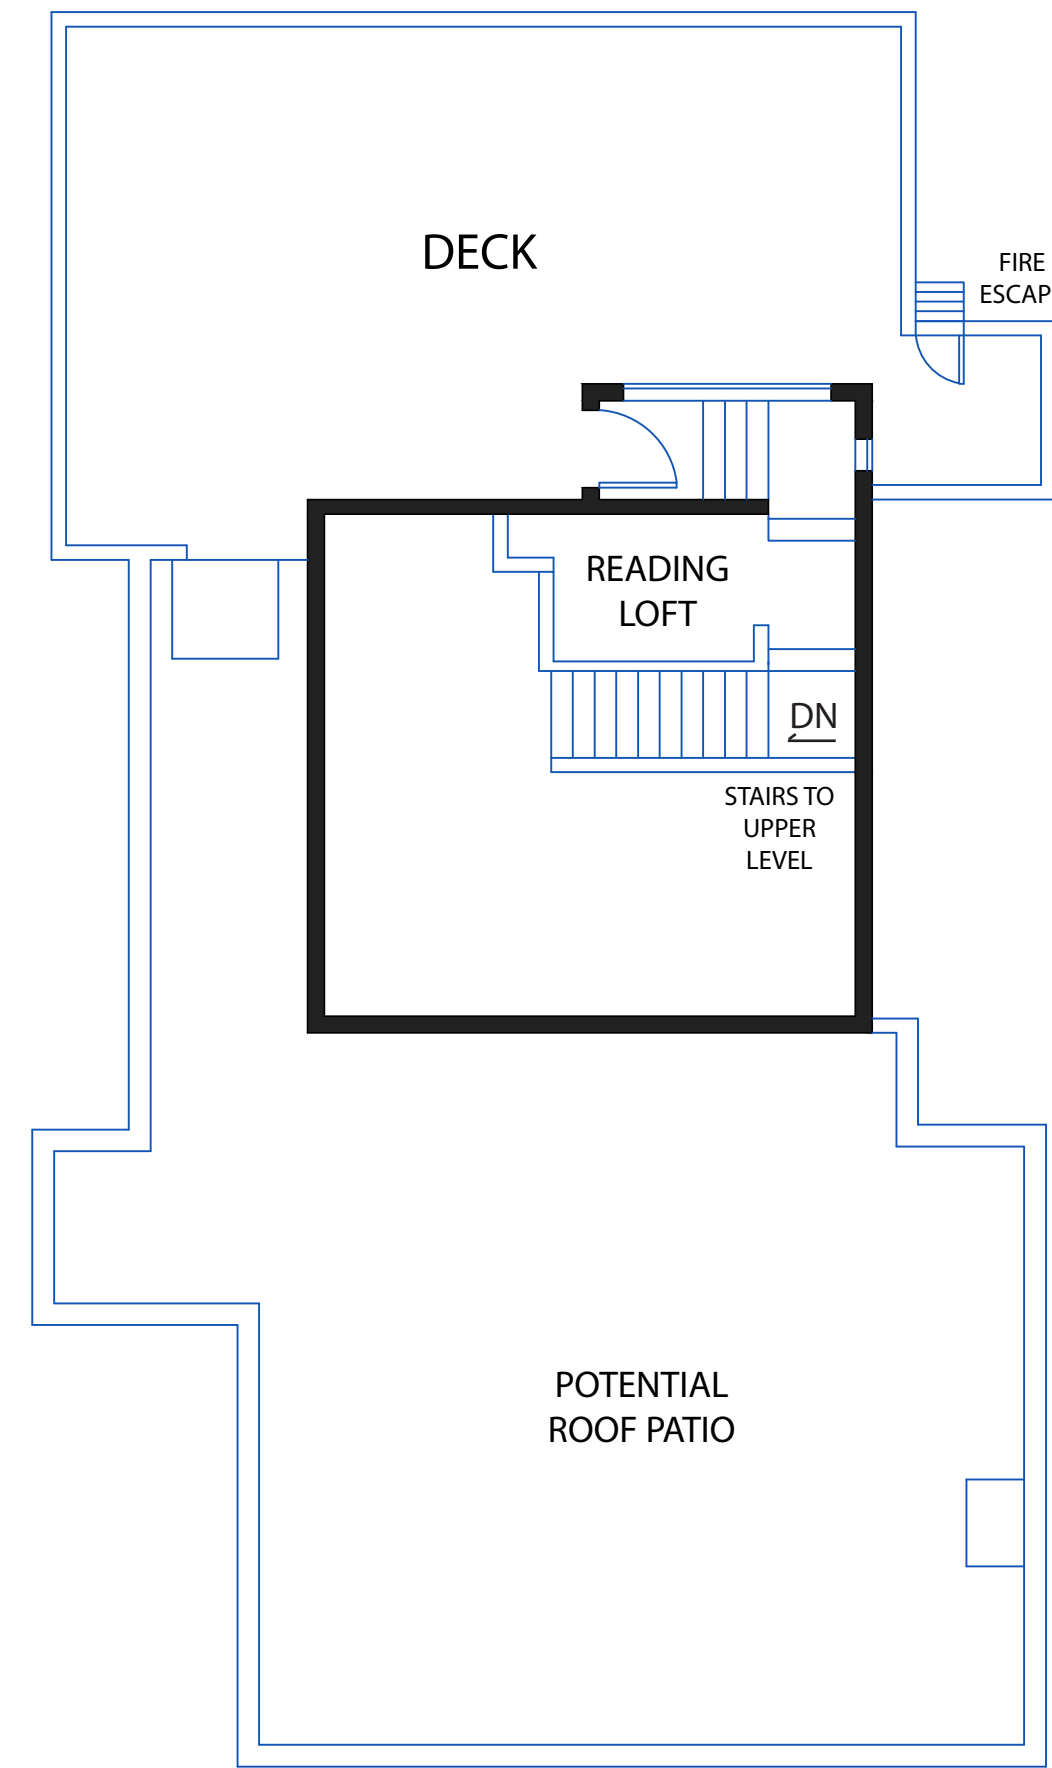 DECK
FIRE
ESCAP
READING
LOFT
DN
STAIRS TO
UPPER
LEVEL
POTENTIAL
ROOF PATIO